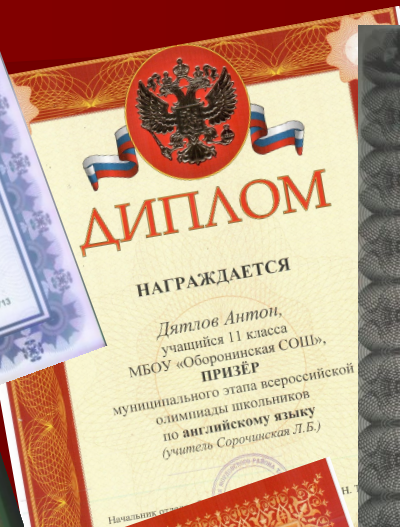 ДИПЛОМ
НАГРАЖДАЕТСЯ
Дятлов Антон,
учащийся 11 класса
МБОУ «Оборонинская СОШ»,
ПРИЗЁР
муниципального этапа всероссийской
олимпиады школьников
по английскому языку
(учитель Сорочинская Л.Б.)
Начальник
Н.